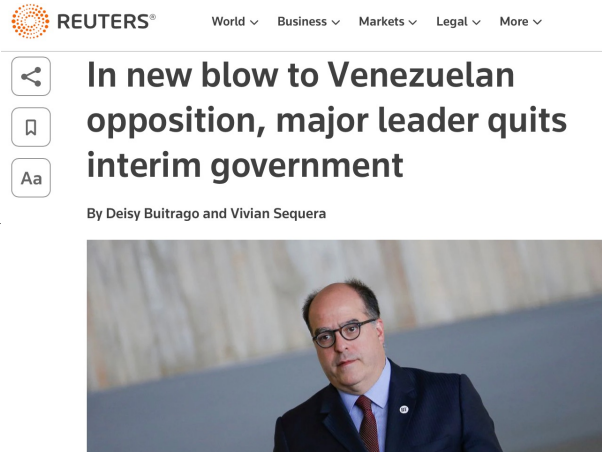 REUTERS®
World Business Markets Legal More
In new blow to Venezuelan
opposition, major leader quits
interim government
Aa
By Deisy Buitrago and Vivian Sequera